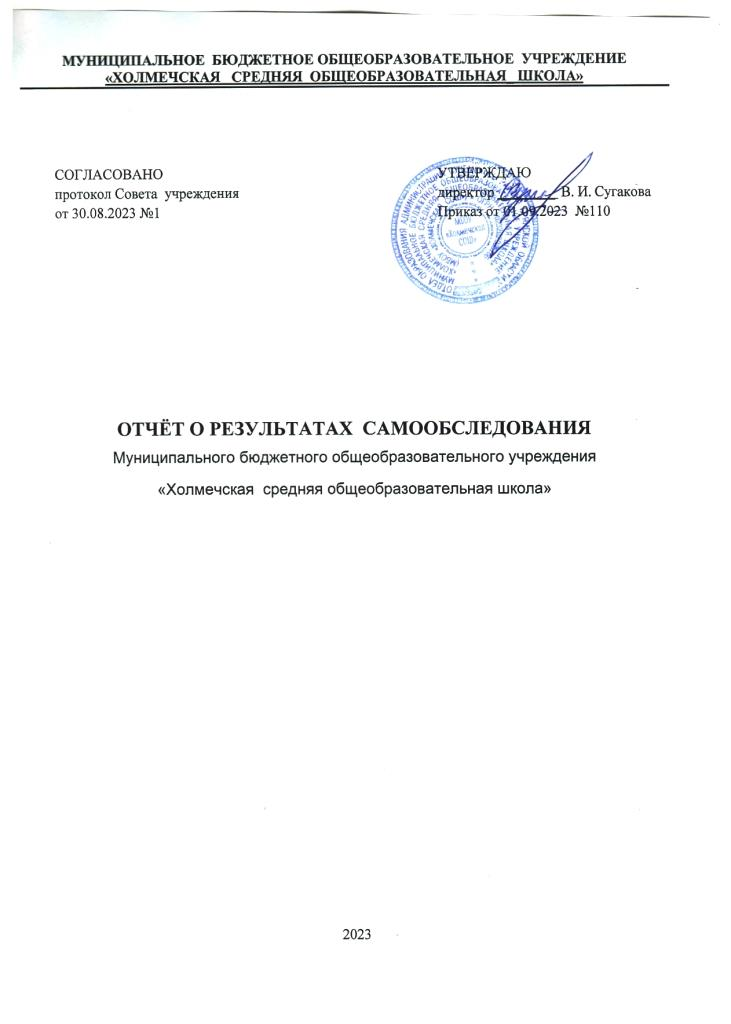 МУНИЦИПАЛЬНОЕ БЮДЖЕТНОЕ ОБЩЕОБРАЗОВАТЕЛЬНОЕ УЧРЕЖДЕНИЕ
«ХОЛМЕЧСКАЯ СРЕДНЯЯ ОБЩЕОБРАЗОВАТЕЛЬНАЯ ШКОЛА»
СОГЛАСОВАНО
протокол Совета учреждения
от 30.08.2023 №1
УТВЕРЖДАЮ
директор В. И. Сугакова
Приказ от 01.09.2023 №110
ОТЧЁТ О РЕЗУЛЬТАТАХ САМООБСЛЕДОВАНИЯ
Муниципального бюджетного общеобразовательного учреждения
«Холмечская средняя общеобразовательная школа»
2023